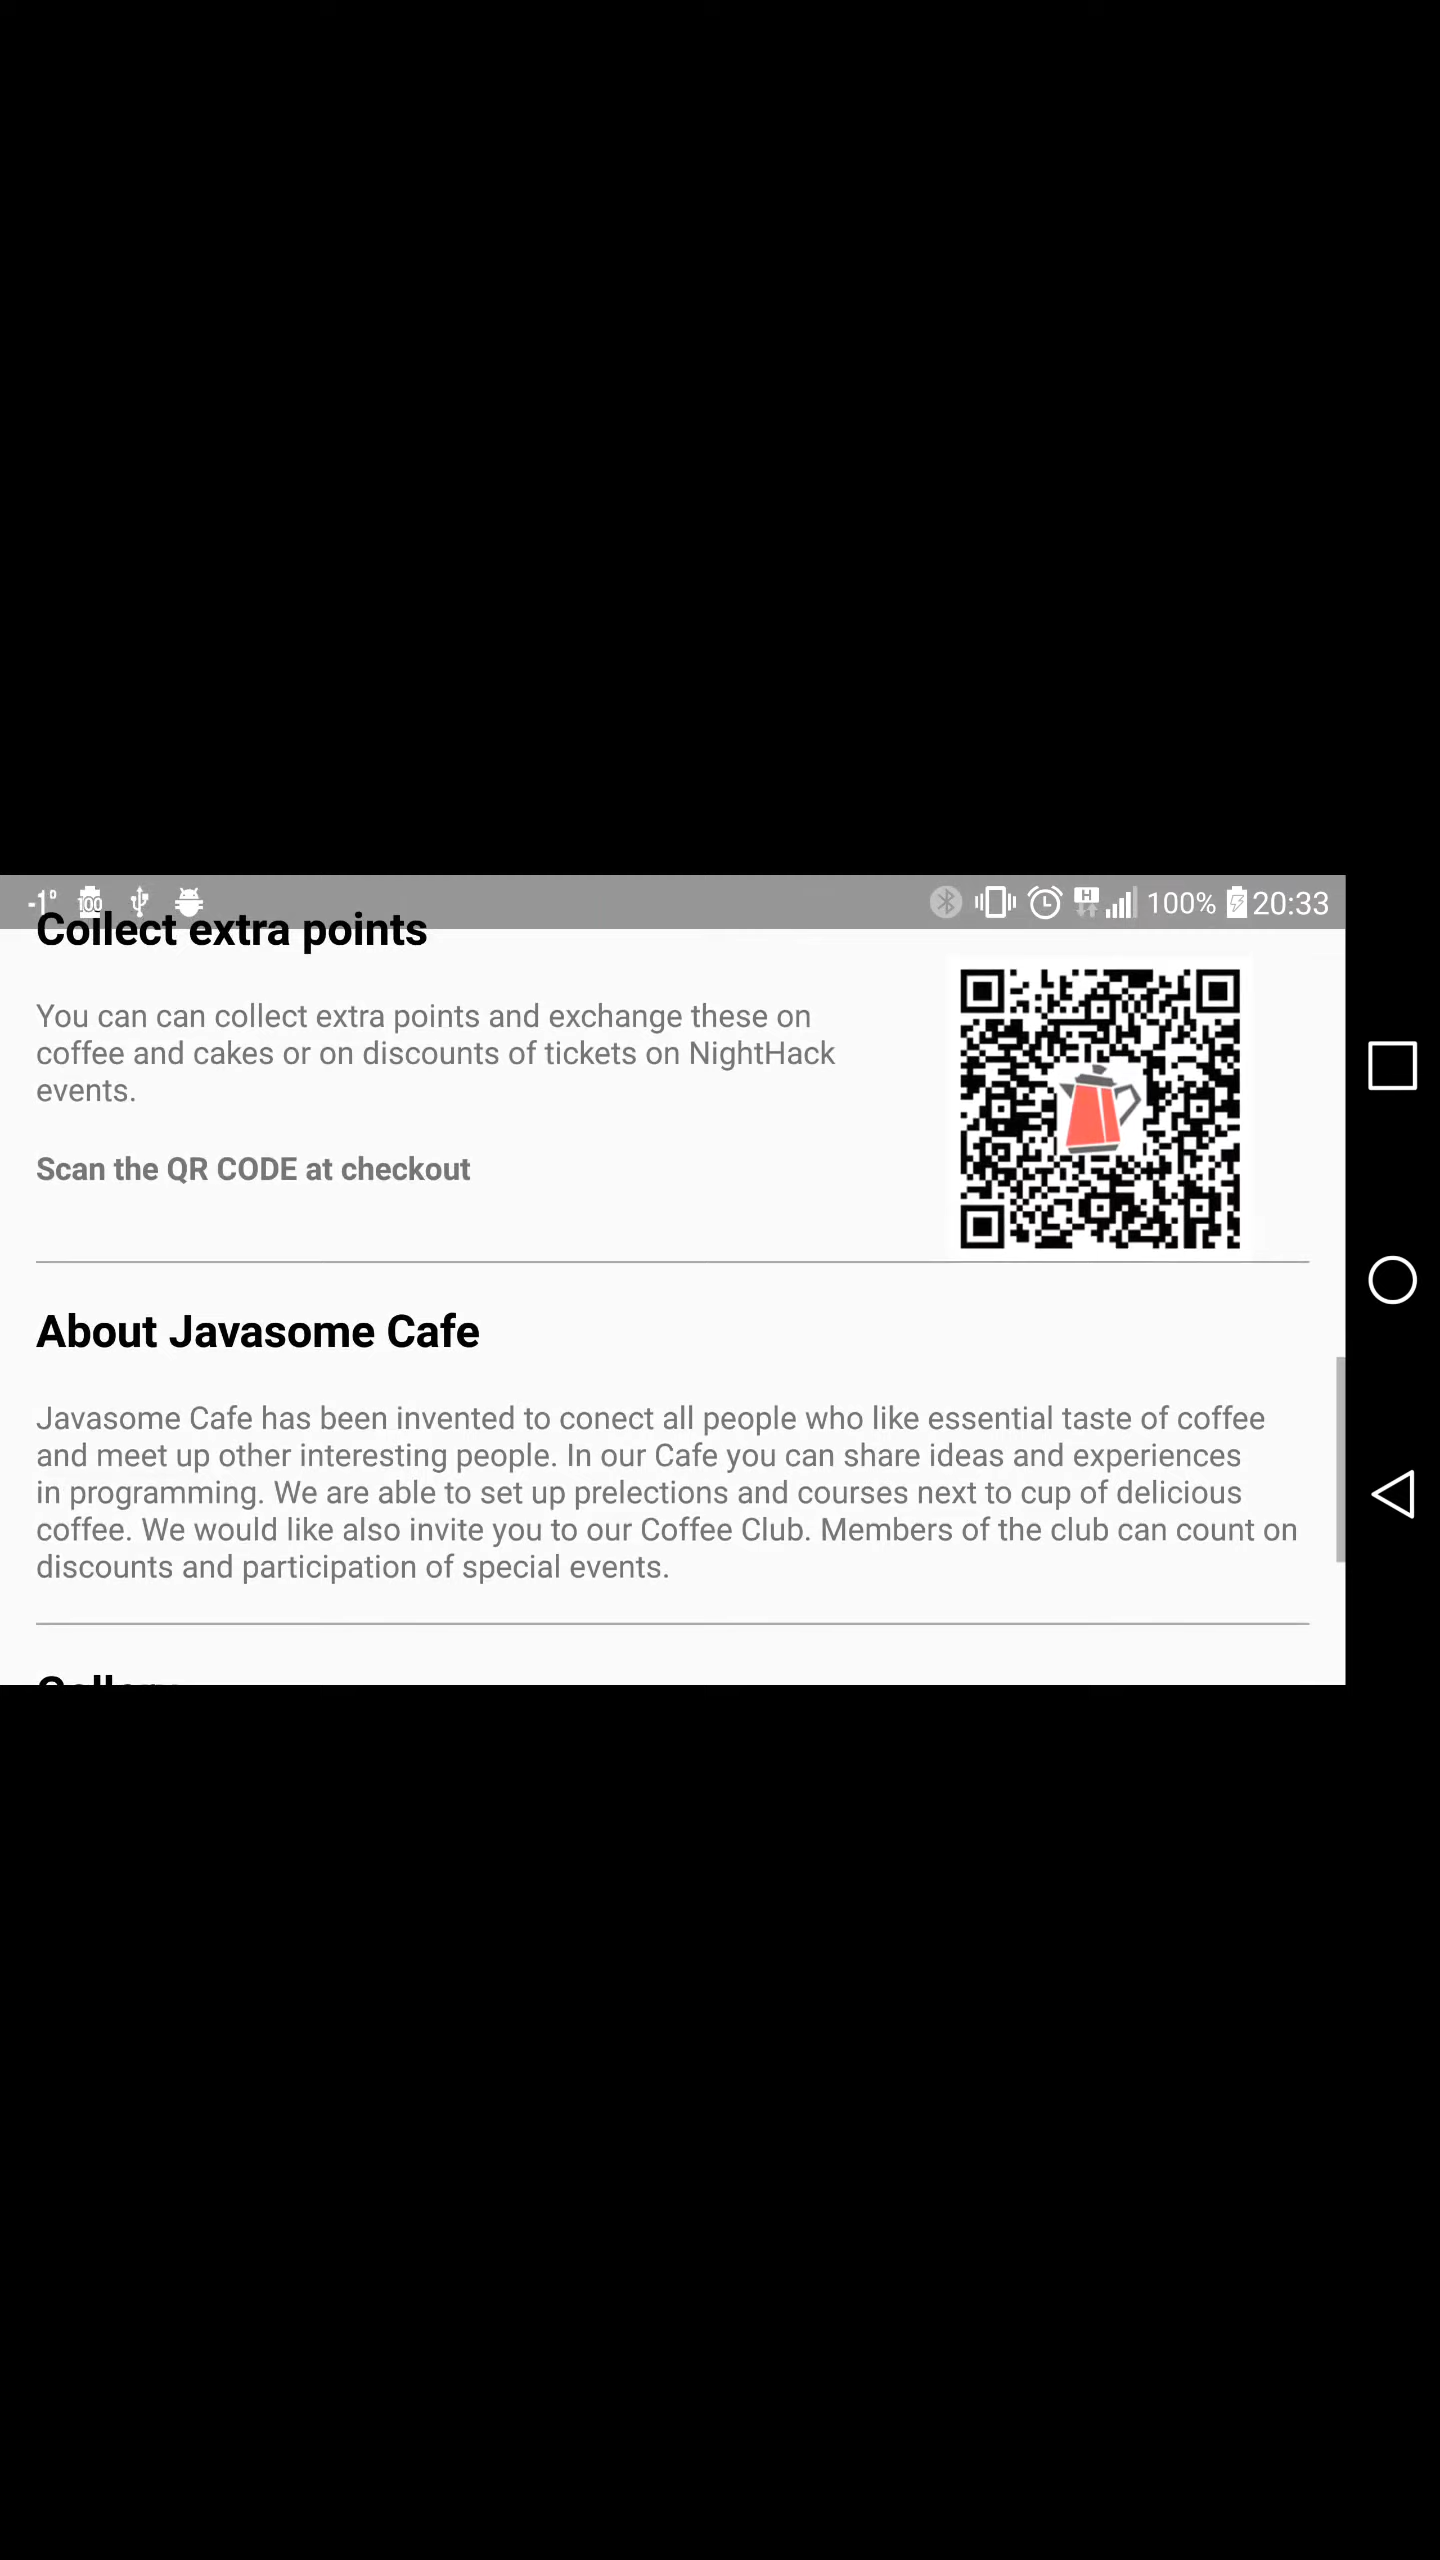 -1° 100 H 100% 20:33
Collect extra points
You can can collect extra points and exchange these on
coffee and cakes or on discounts of tickets on NightHack
events.
Scan the QR CODE at checkout
About Javasome Cafe
Javasome Cafe has been invented to conect all people who like essential taste of coffee
and meet up other interesting people. In our Cafe you can share ideas and experiences
in programming. We are able to set up prelections and courses next to cup of delicious
coffee. We would like also invite you to our Coffee Club. Members of the club can count on
discounts and participation of special events.